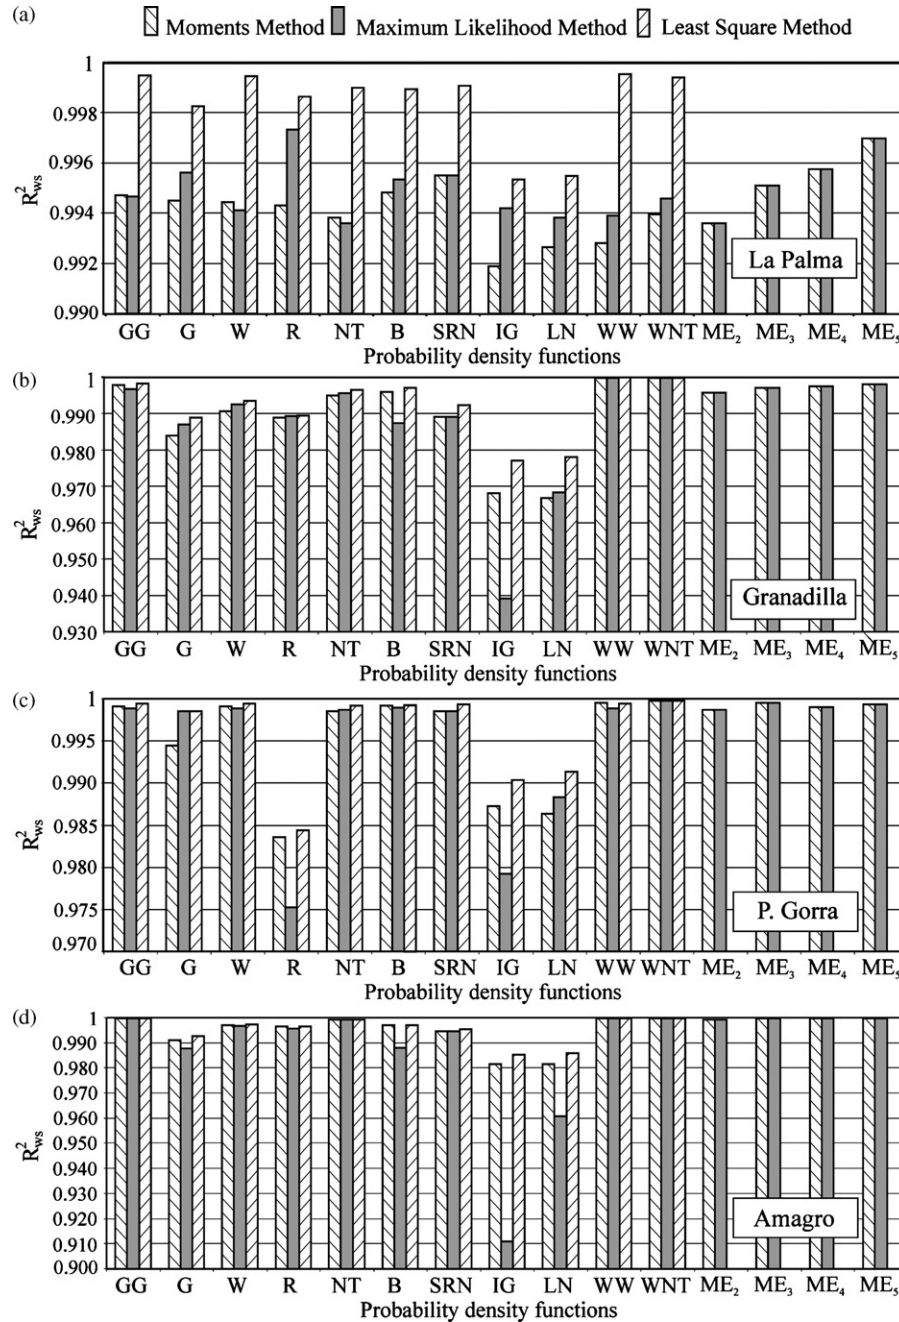 (a) Moments Method Maximum Likelihood Method Least Square Method
1
0.998
0.996
0.994
0.992
0.990
R²ws
La Palma
GG G W R NT B SRN IG LN WW WNT ME₂ ME₃ ME₄ ME₅
Probability density functions
(b)
1
0.990
0.980
0.970
0.960
0.950
0.940
0.930
R²ws
Granadilla
GG G W R NT B SRN IG LN WW WNT ME₂ ME₃ ME₄ ME₅
Probability density functions
(c)
1
0.995
0.990
0.985
0.980
0.975
0.970
R²ws
P. Gorra
GG G W R NT B SRN IG LN WW WNT ME₂ ME₃ ME₄ ME₅
Probability density functions
(d)
1
0.990
0.980
0.970
0.960
0.950
0.940
0.930
0.920
0.910
0.900
R²ws
Amagro
GG G W R NT B SRN IG LN WW WNT ME₂ ME₃ ME₄ ME₅
Probability density functions